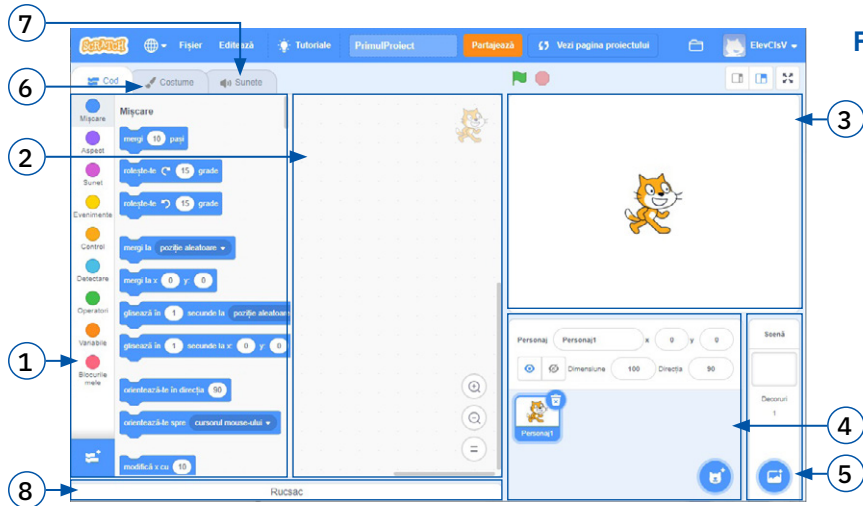 7
SCRATCH Fișier Editează Tutoriale PrimulProiect Partajează Vezi pagina proiectului ElevClsV
F
6
Cod Costume Sunete
Mișcare
Aspect
Sunet
Evenimente
Control
Detectare
Operatori
Variabile
Blocurile
mele
Mișcare
mergi 10 pași
rotește-te 15 grade
rotește-te 15 grade
mergi la poziție aleatoare
mergi la x: 0 y: 0
glisează în 1 secunde la poziție aleatoare
glisează în 1 secunde la x: 0 y: 0
orientează-te în direcția 90
orientează-te spre cursorul mouse-ului
modifică x cu 10
2
3
1
Personaj Personaj1 x 0 y 0
Dimensiune 100 Direcția 90
Personaj1
Scenă
Decoruri
1
4
5
8
Rucsac